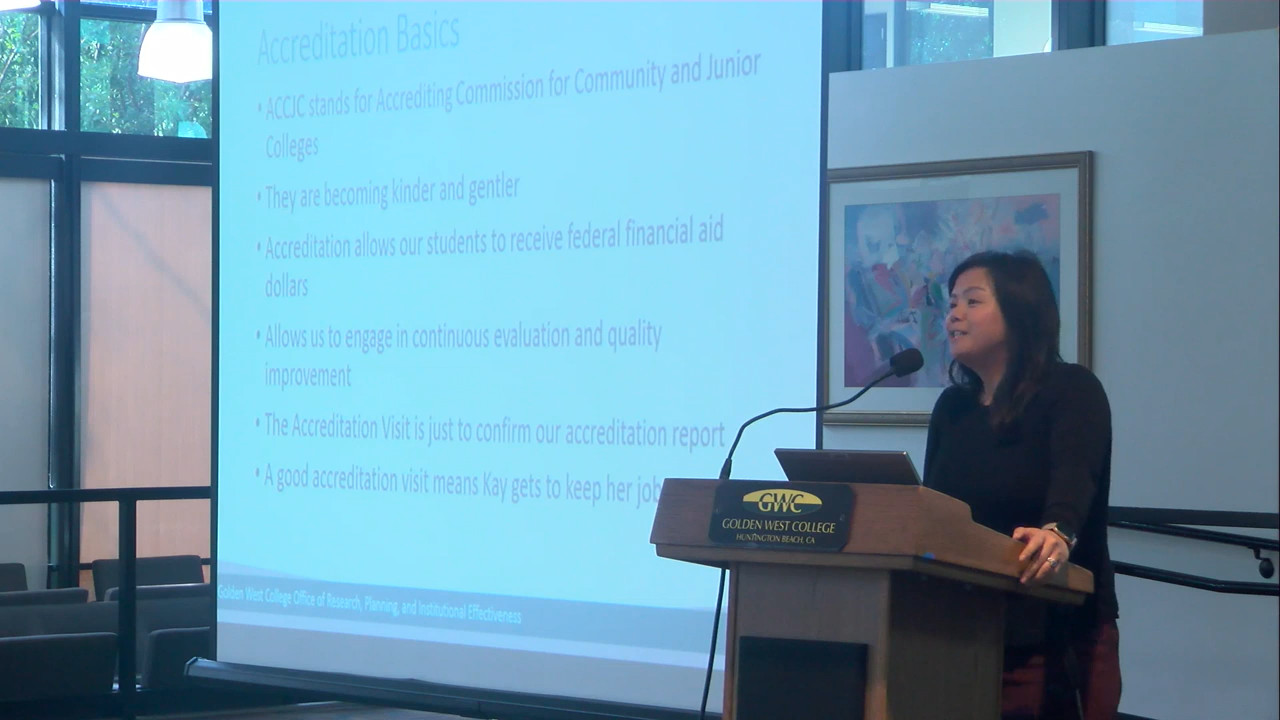 Accreditation Basics
• ACCJC stands for Accrediting Commission for Community and Junior
Colleges
• They are becoming kinder and gentler
• Accreditation allows our students to receive federal financial aid
dollars
• Allows us to engage in continuous evaluation and quality
improvement
• The Accreditation Visit is just to confirm our accreditation report
• A good accreditation visit means Kay gets to keep her job
Golden West College Office of Research, Planning, and Institutional Effectiveness
GWC
GOLDEN WEST COLLEGE
HUNTINGTON BEACH, CA